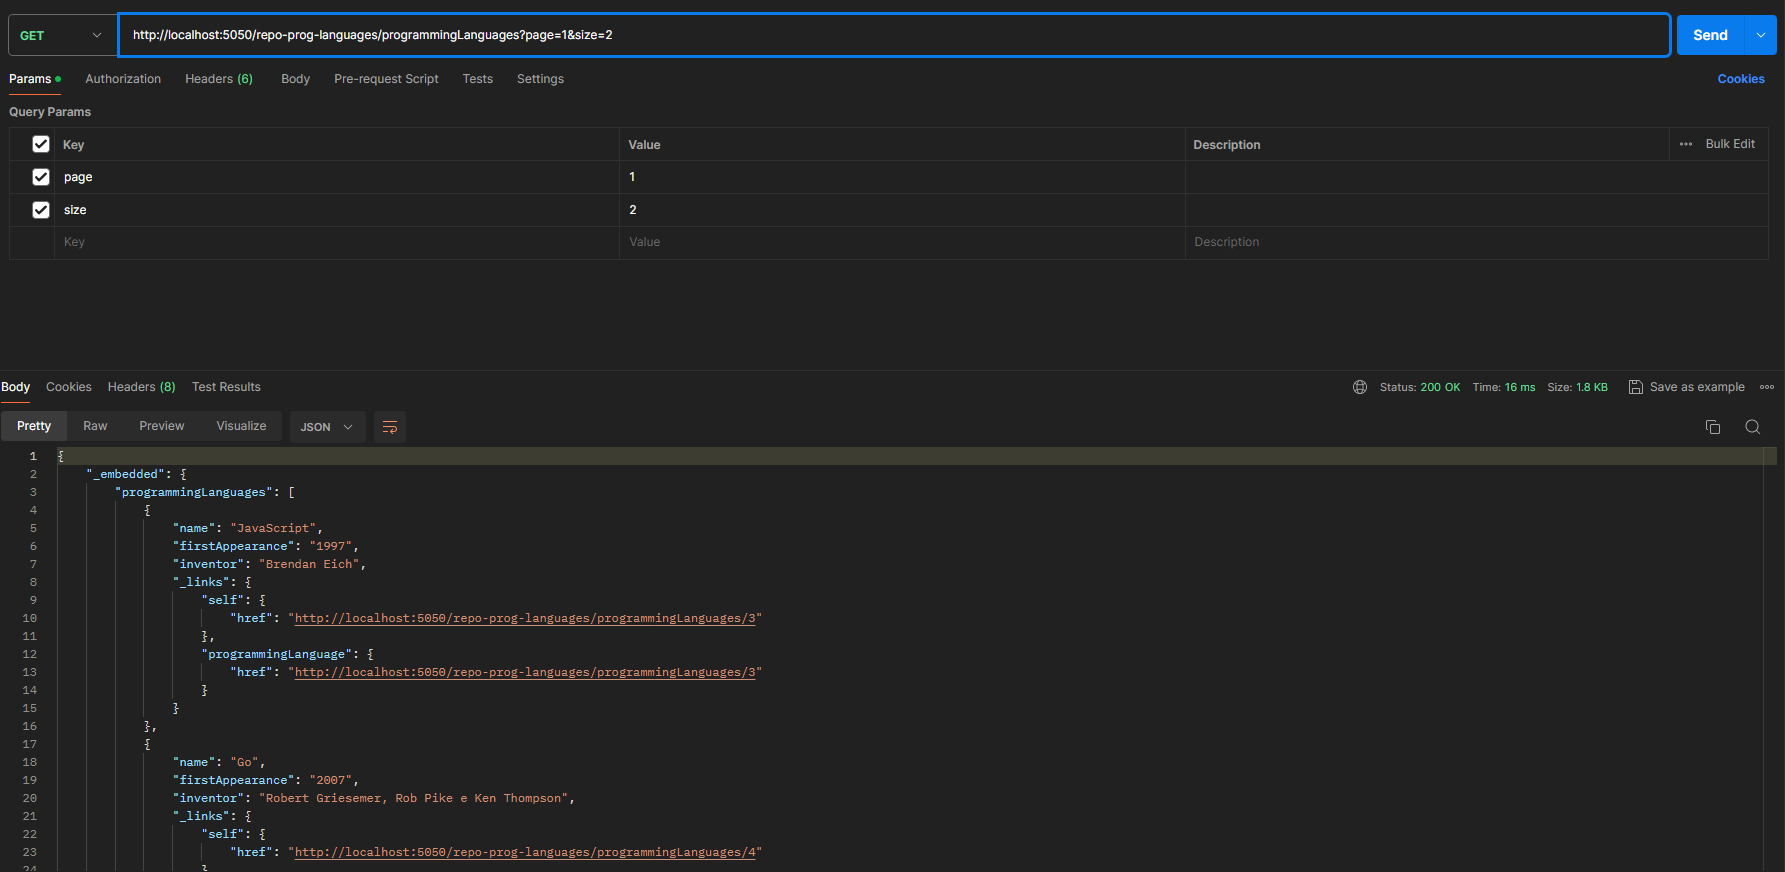 GET http://localhost:5050/repo-prog-languages/programmingLanguages?page=1&size=2 Send
Params Authorization Headers (6) Body Pre-request Script Tests Settings Cookies
Query Params
Key Value Description ••• Bulk Edit
page 1
size 2
Key Value Description
Body Cookies Headers (8) Test Results Status: 200 OK Time: 16 ms Size: 1.8 KB Save as example
Pretty Raw Preview Visualize JSON
1 {
2 "_embedded": {
3 "programmingLanguages": [
4 {
5 "name": "JavaScript",
6 "firstAppearance": "1997",
7 "inventor": "Brendan Eich",
8 "_links": {
9 "self": {
10 "href": "http://localhost:5050/repo-prog-languages/programmingLanguages/3"
11 },
12 "programmingLanguage": {
13 "href": "http://localhost:5050/repo-prog-languages/programmingLanguages/3"
14 }
15 }
16 },
17 {
18 "name": "Go",
19 "firstAppearance": "2007",
20 "inventor": "Robert Griesemer, Rob Pike e Ken Thompson",
21 "_links": {
22 "self": {
23 "href": "http://localhost:5050/repo-prog-languages/programmingLanguages/4"
24 }